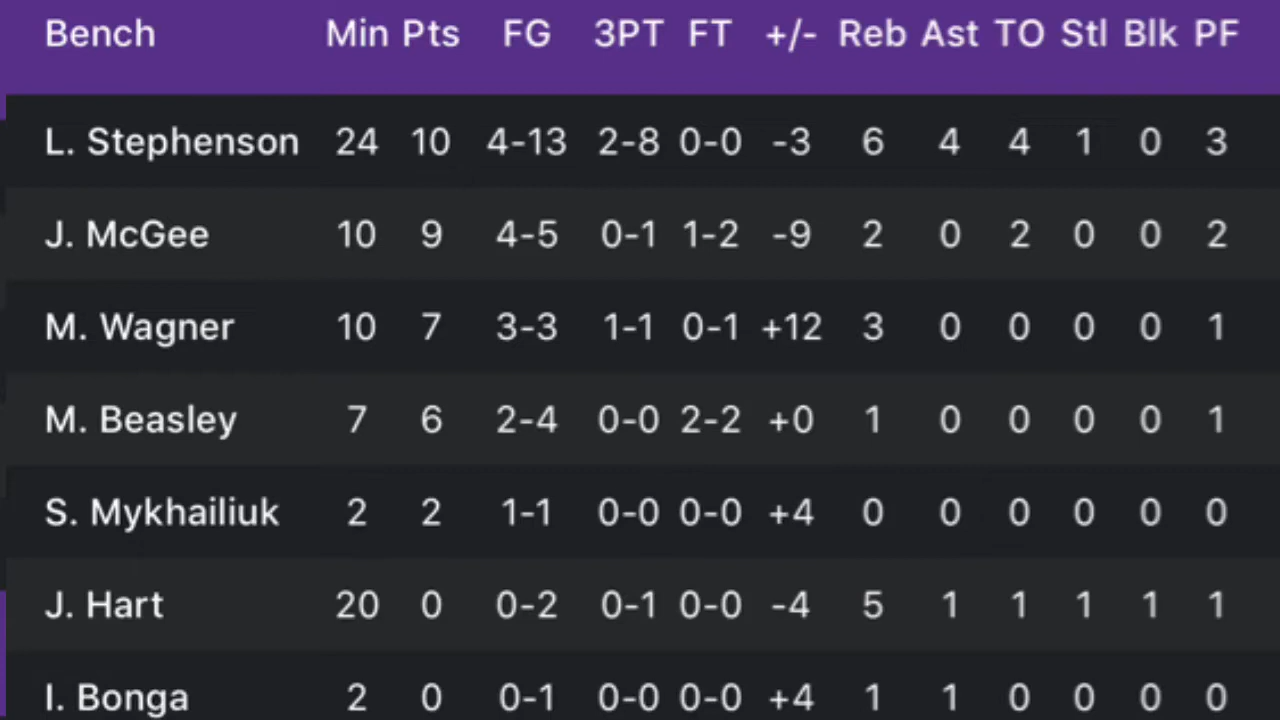 Bench Min Pts FG 3PT FT +/- Reb Ast TO Stl Blk PF
L. Stephenson 24 10 4-13 2-8 0-0 -3 6 4 4 1 0 3
J. McGee 10 9 4-5 0-1 1-2 -9 2 0 2 0 0 2
M. Wagner 10 7 3-3 1-1 0-1 +12 3 0 0 0 0 1
M. Beasley 7 6 2-4 0-0 2-2 +0 1 0 0 0 0 1
S. Mykhailiuk 2 2 1-1 0-0 0-0 +4 0 0 0 0 0 0
J. Hart 20 0 0-2 0-1 0-0 -4 5 1 1 1 1 1
I. Bonga 2 0 0-1 0-0 0-0 +4 1 1 0 0 0 0